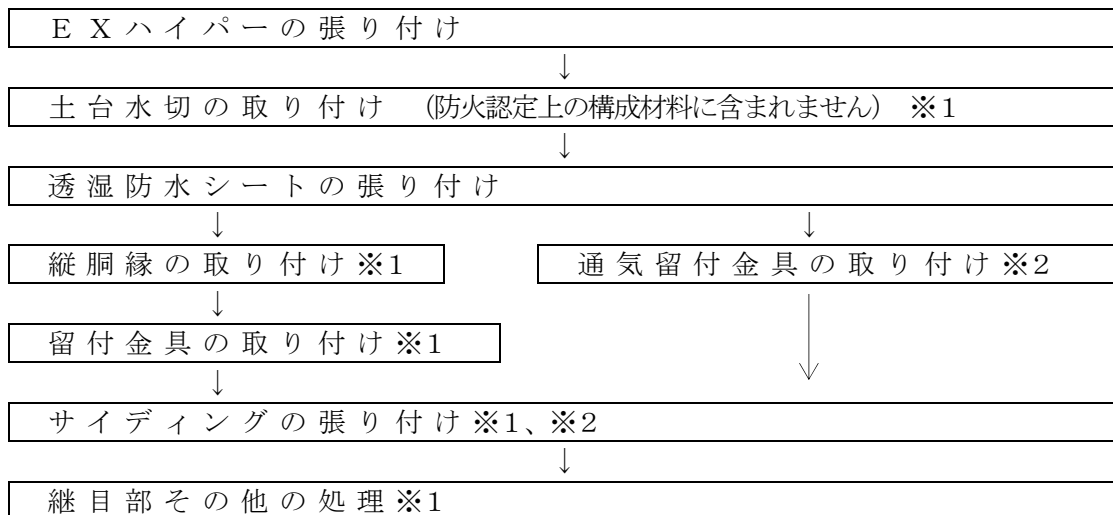 ＥＸハイパーの張り付け
↓
土台水切の取り付け （防火認定上の構成材料に含まれません） ※１
↓
透湿防水シートの張り付け
↓ ↓
縦胴縁の取り付け※１ 通気留付金具の取り付け※２
↓
留付金具の取り付け※１
↓
サイディングの張り付け※１、※２
↓
継目部その他の処理※１